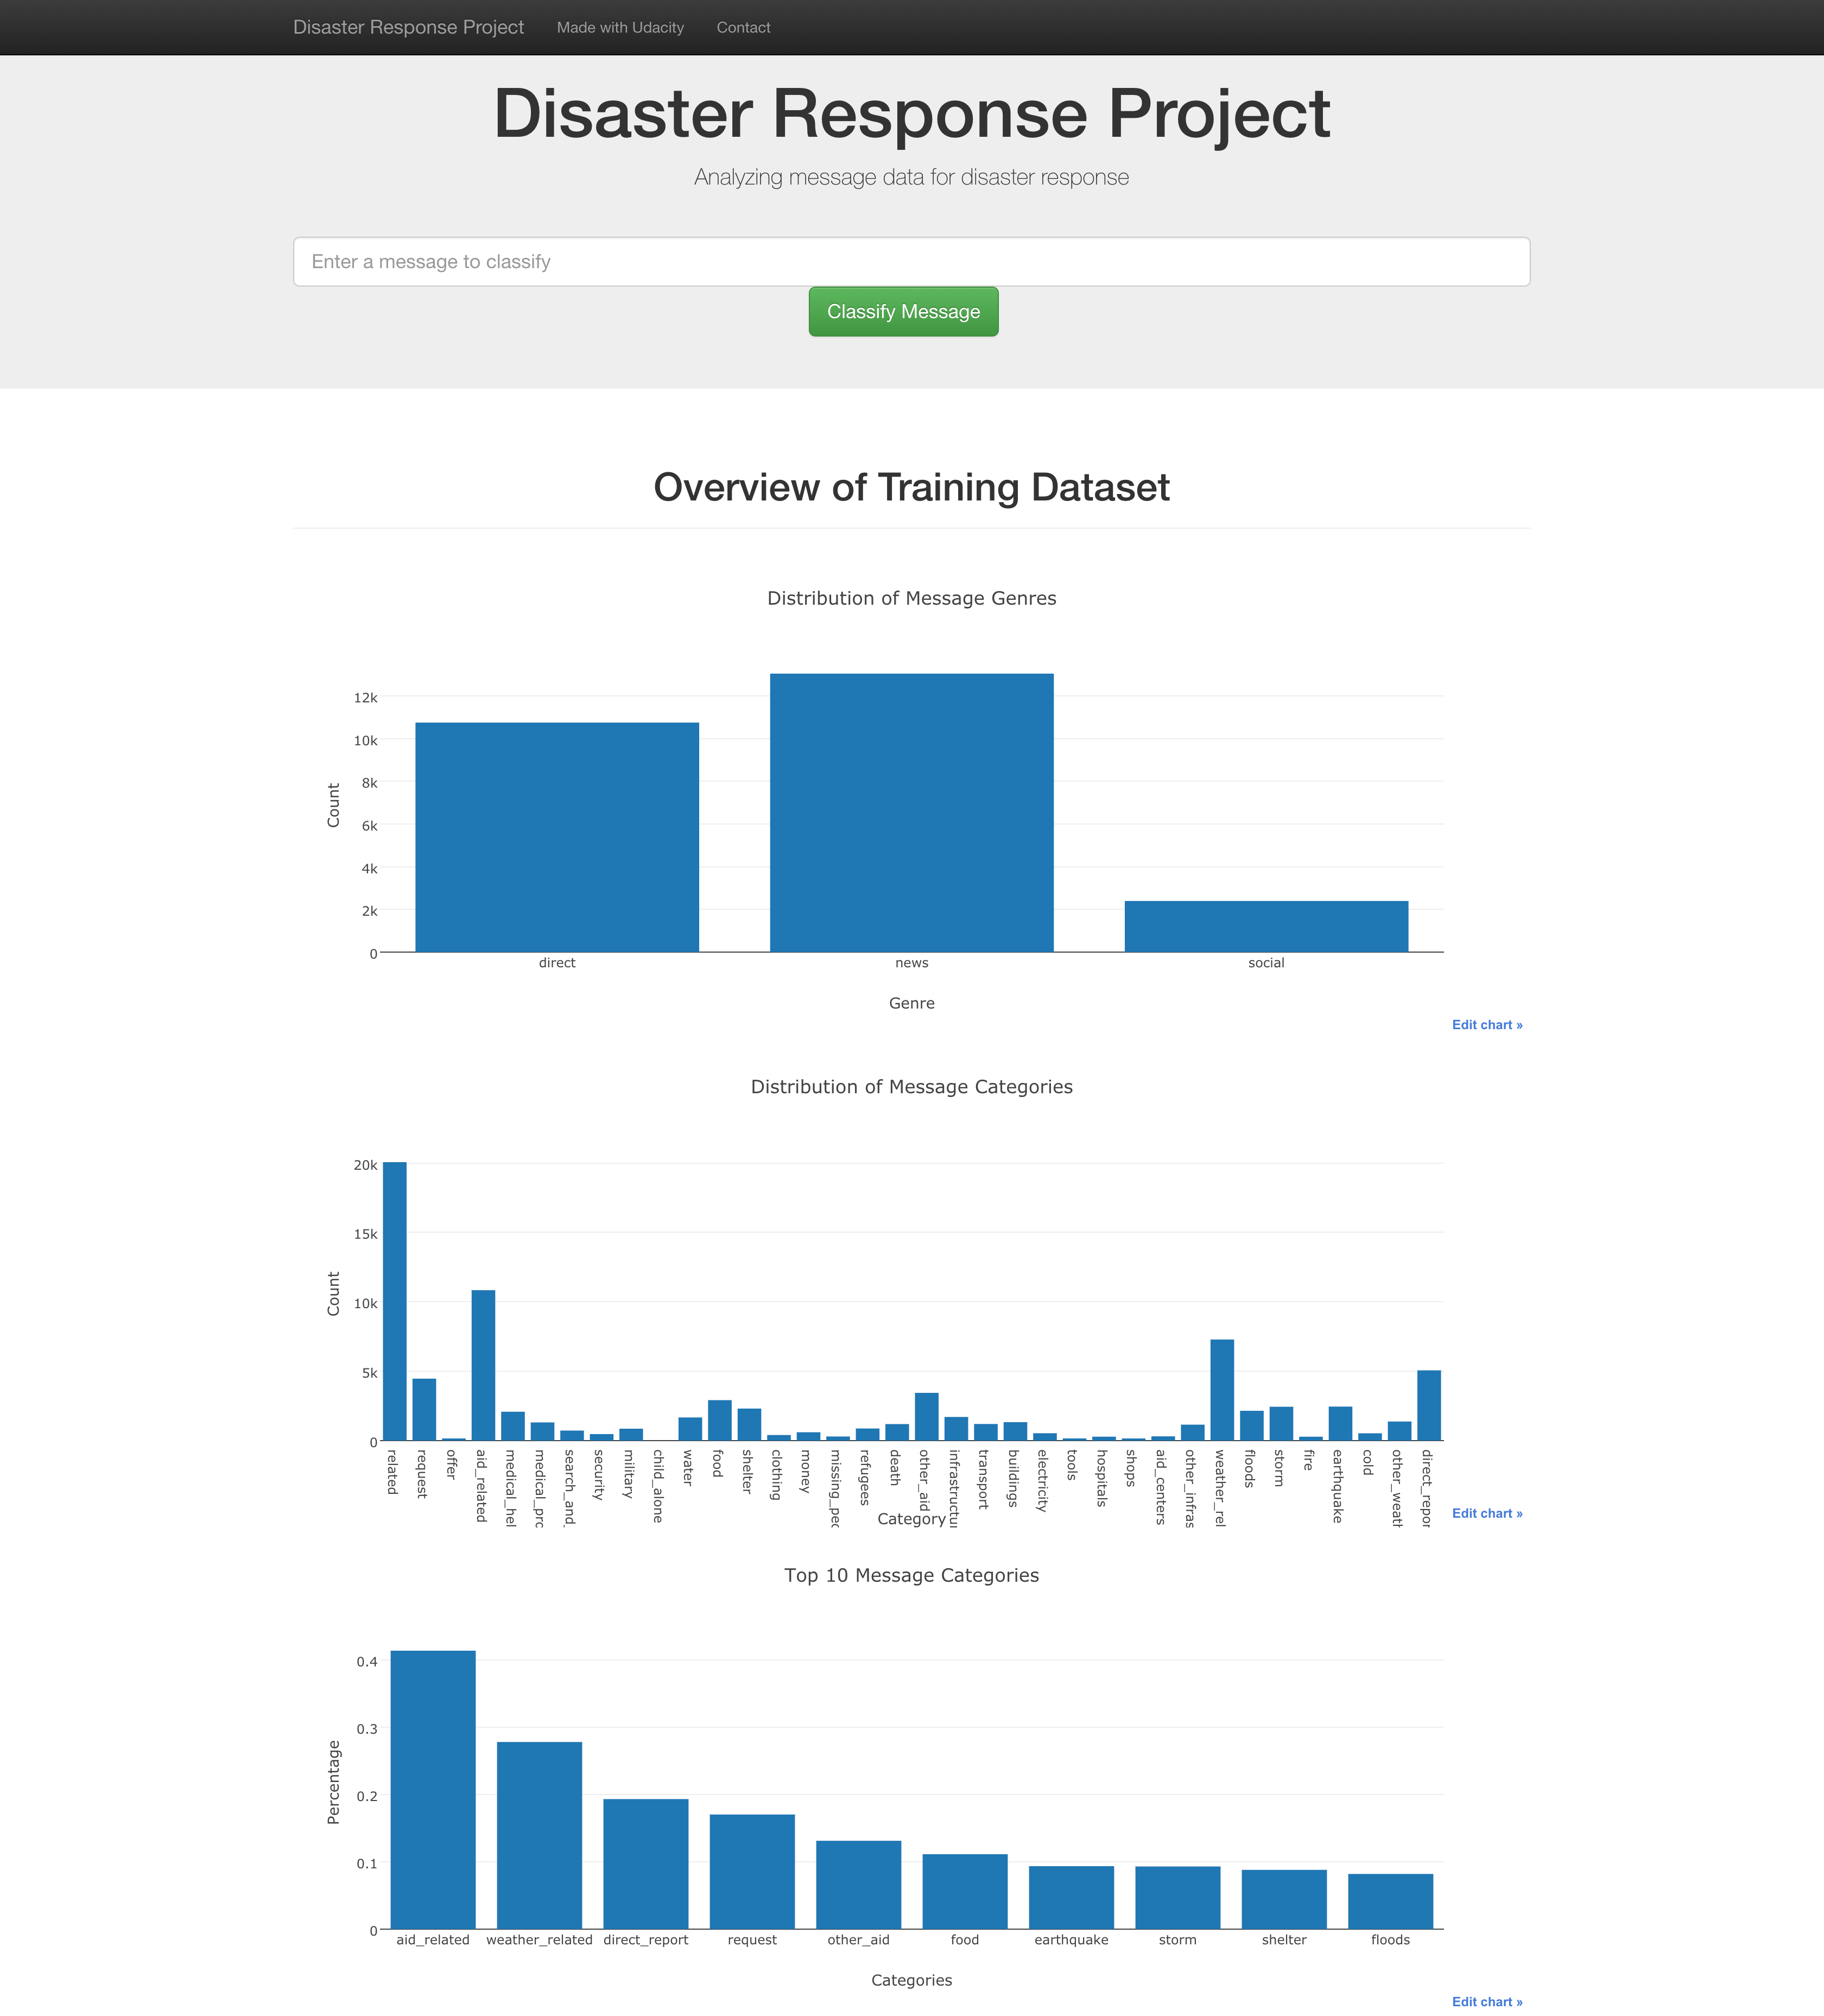 Disaster Response Project Made with Udacity Contact
Disaster Response Project
Analyzing message data for disaster response
Enter a message to classify
Classify Message
Overview of Training Dataset
Distribution of Message Genres
12k
10k
8k
6k
4k
2k
0
Count
direct news social
Genre
Edit chart »
Distribution of Message Categories
20k
15k
10k
5k
0
Count
related
request
offer
aid_related
medical_hel
medical_prc
search_and_
security
military
child_alone
water
food
shelter
clothing
money
missing_pec
refugees
death
other_aid
infrastructu
transport
buildings
electricity
tools
hospitals
shops
aid_centers
other_infras
weather_rel
floods
storm
fire
earthquake
cold
other_weath
direct_repor
Category
Edit chart »
Top 10 Message Categories
0.4
0.3
0.2
0.1
0
Percentage
aid_related weather_related direct_report request other_aid food earthquake storm shelter floods
Categories
Edit chart »